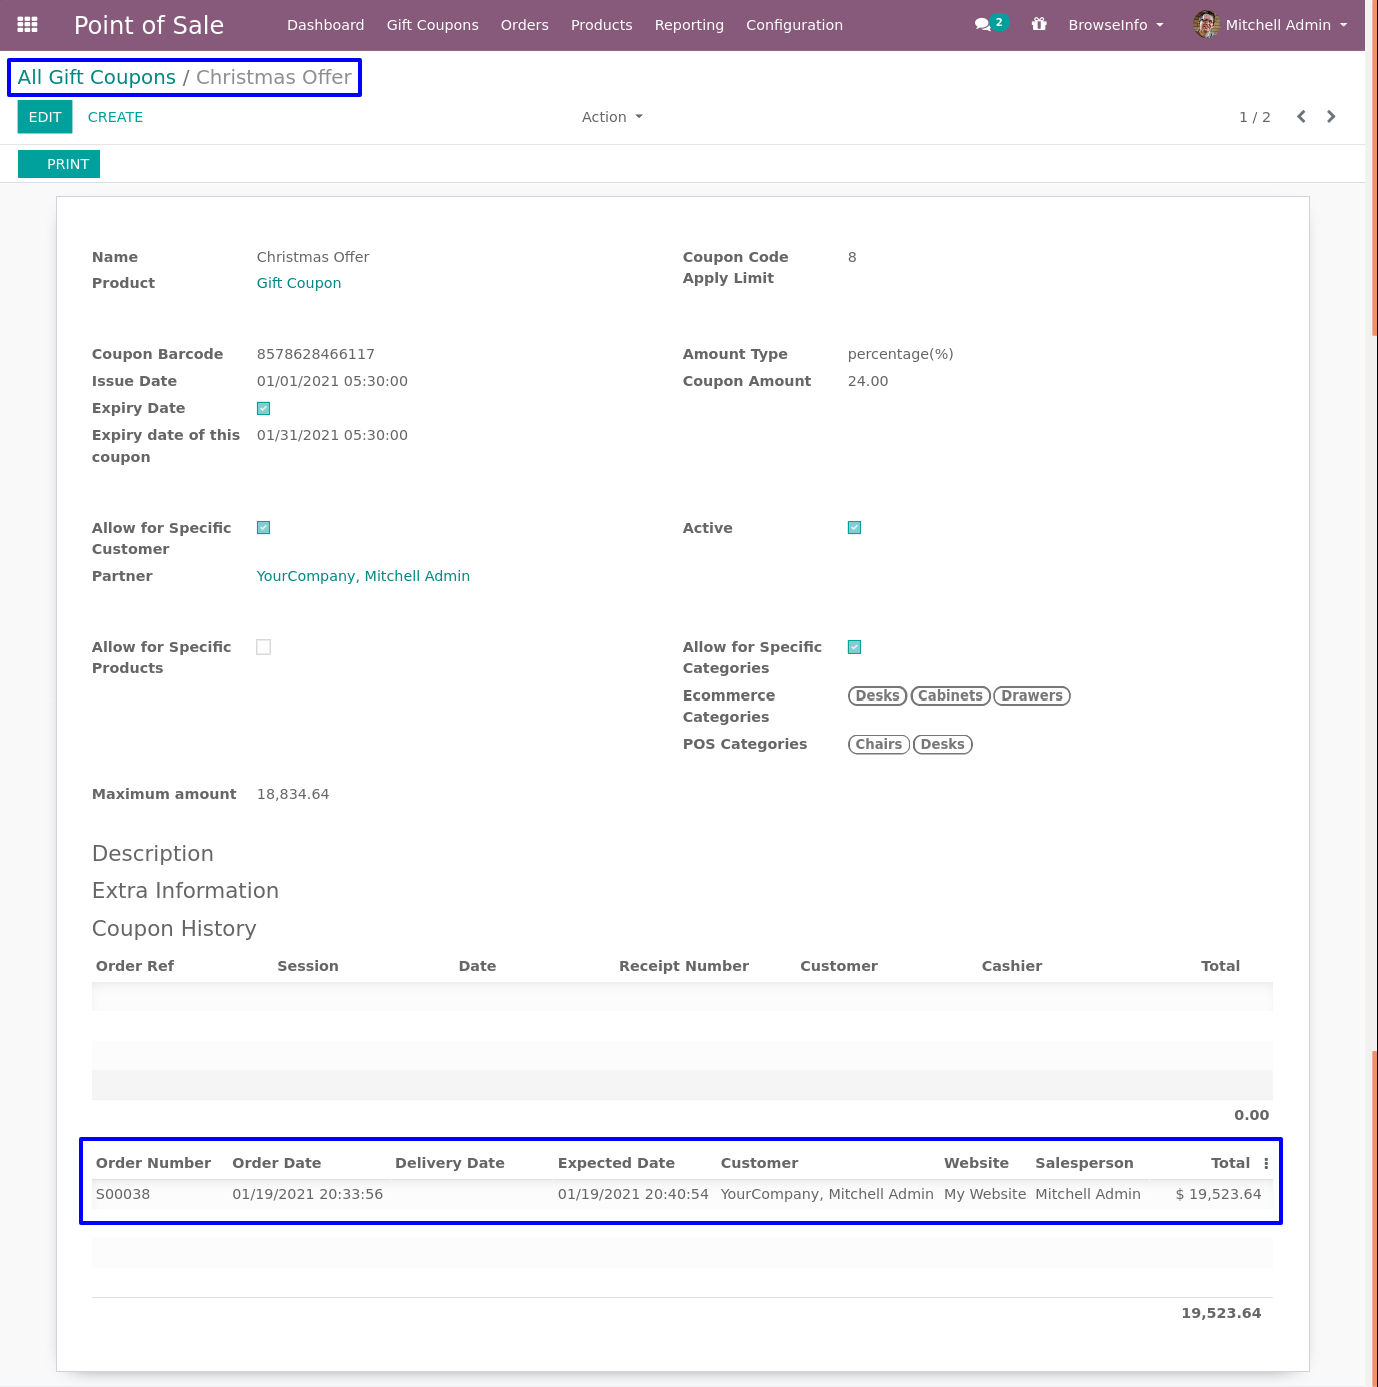 Point of Sale Dashboard Gift Coupons Orders Products Reporting Configuration 2 BrowseInfo Mitchell Admin
All Gift Coupons / Christmas Offer
EDIT CREATE Action 1 / 2
PRINT
Name Christmas Offer Coupon Code 8
Apply Limit
Product Gift Coupon
Coupon Barcode 8578628466117 Amount Type percentage(%)
Issue Date 01/01/2021 05:30:00 Coupon Amount 24.00
Expiry Date
Expiry date of this 01/31/2021 05:30:00
coupon
Allow for Specific Active
Customer
Partner YourCompany, Mitchell Admin
Allow for Specific Allow for Specific
Products Categories
Ecommerce Desks Cabinets Drawers
Categories
POS Categories Chairs Desks
Maximum amount 18,834.64
Description
Extra Information
Coupon History
Order Ref Session Date Receipt Number Customer Cashier Total
0.00
Order Number Order Date Delivery Date Expected Date Customer Website Salesperson Total
S00038 01/19/2021 20:33:56 01/19/2021 20:40:54 YourCompany, Mitchell Admin My Website Mitchell Admin $ 19,523.64
19,523.64